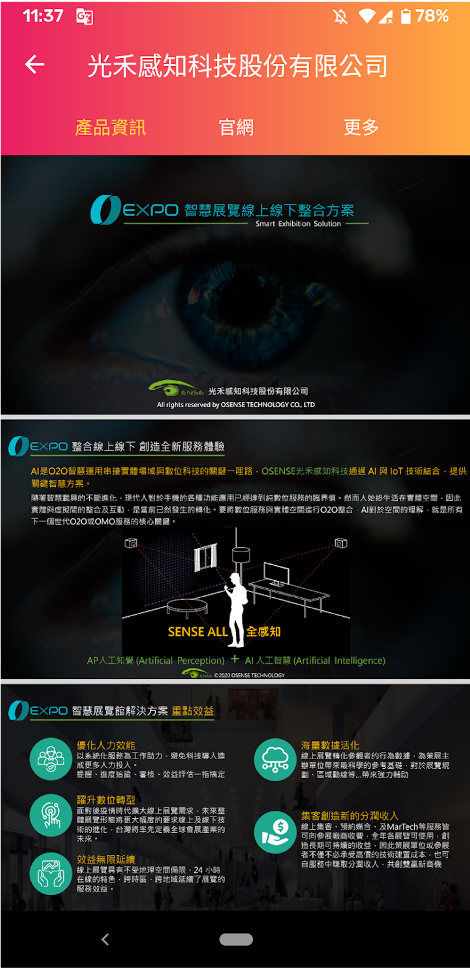 11:37
78%
光禾感知科技股份有限公司
產品資訊
官網
更多
OEXPO 智慧展覽線上線下整合方案
Smart Exhibition Solution
OSENSE 光禾感知科技股份有限公司
All rights reserved by OSENSE TECHNOLOGY CO., LTD
OEXPO 整合線上線下 創造全新服務體驗
AI是O2O智慧運用串接實體場域與數位科技的關鍵一哩路，OSENSE光禾感知科技通過 AI 與 IoT 技術結合，提供
關鍵智慧方案。
隨著智慧載具的不斷進化，現代人對於手機的各種功能應用已經達到純數位服務的臨界值。然而人始終生活在實體空間，因此
實體與虛擬間的整合及互動，是當前已然發生的轉化。要將數位服務與實體空間進行O2O整合，AI對於空間的理解，就是所有
下一個世代O2O或OMO服務的核心關鍵。
SENSE ALL 全感知
AP人工知覺 (Artificial Perception) + AI 人工智慧 (Artificial Intelligence)
OSENSE ©2020 OSENSE TECHNOLOGY
OEXPO 智慧展覽館解決方案 重點效益
優化人力效能
以系統化服務為工作助力，避免科技導入造
成更多人力投入。
提醒、進度追蹤、審核、效益評估一指搞定
躍升數位轉型
面對後疫情時代擴大線上展覽需求，未來整
體展覽形態將更大幅度的要求線上及線下技
術的進化，台灣將率先定義全球會展產業的
未來。
效益無限延續
線上展覽具有不受地理空間侷限、24 小時
在線的特色，跨時區、跨地域延續了展覽的
服務效益。
海量數據活化
線上展覽轉化參觀者的行為數據，為策展主
辦單位帶來最科學的參考基礎，對於展覽規
劃、區域動線等...帶來強力輔助
集客創造新的分潤收入
線上集客、預約媒合、及MarTech等服務皆
可向參展廠商收費，全年各展皆可使用，創
造長期可持續的收益，因此策展單位或參展
者不僅不必承受高價的技術建置成本，也可
自服務中賺取分潤收入，共創雙贏新商機